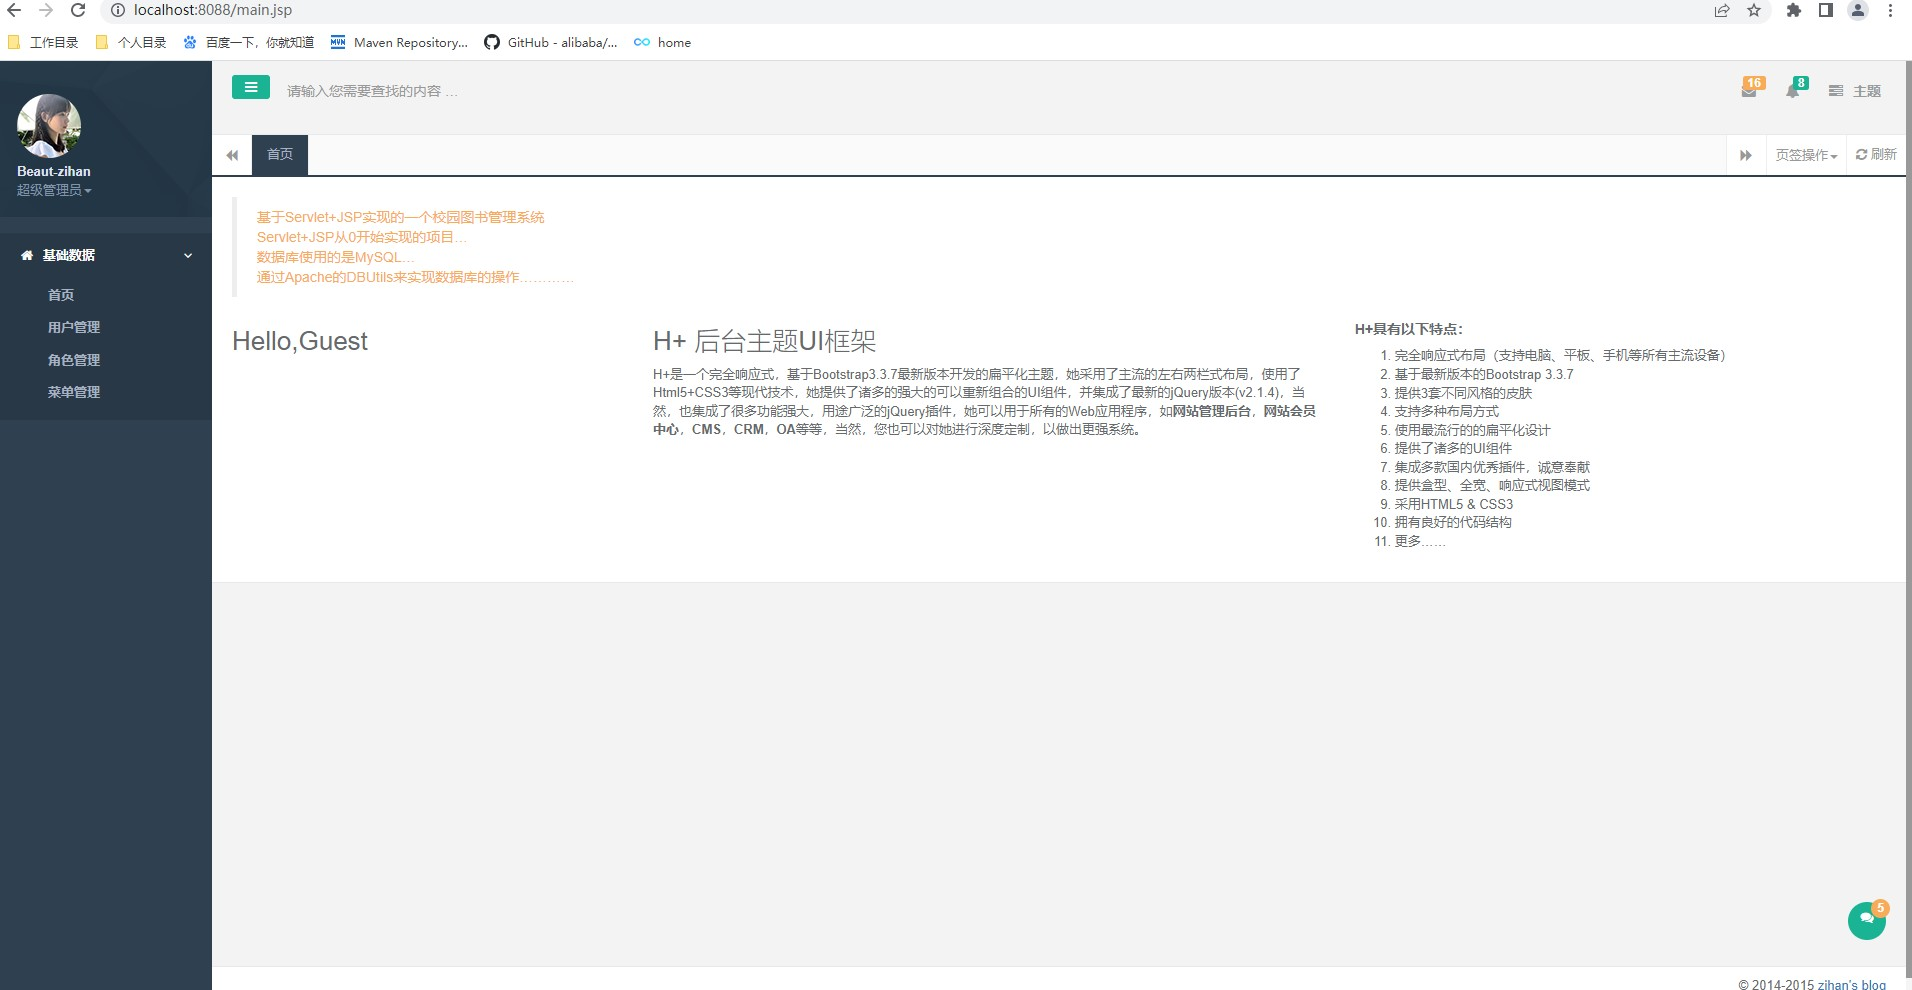 localhost:8088/main.jsp
工作目录 个人目录 百度一下，你就知道 MVN Maven Repository... GitHub - alibaba/... home
请输入您需要查找的内容 …
16 8 主题
Beaut-zihan
超级管理员
首页 页签操作 刷新
基础数据
首页
用户管理
角色管理
菜单管理
基于Servlet+JSP实现的一个校园图书管理系统
Servlet+JSP从0开始实现的项目…
数据库使用的是MySQL…
通过Apache的DBUtils来实现数据库的操作…………
Hello,Guest
H+ 后台主题UI框架
H+是一个完全响应式，基于Bootstrap3.3.7最新版本开发的扁平化主题，她采用了主流的左右两栏式布局，使用了
Html5+CSS3等现代技术，她提供了诸多的强大的可以重新组合的UI组件，并集成了最新的jQuery版本(v2.1.4)，当
然，也集成了很多功能强大，用途广泛的jQuery插件，她可以用于所有的Web应用程序，如网站管理后台，网站会员
中心，CMS，CRM，OA等等，当然，您也可以对她进行深度定制，以做出更强系统。
H+具有以下特点：
1. 完全响应式布局（支持电脑、平板、手机等所有主流设备）
2. 基于最新版本的Bootstrap 3.3.7
3. 提供3套不同风格的皮肤
4. 支持多种布局方式
5. 使用最流行的的扁平化设计
6. 提供了诸多的UI组件
7. 集成多款国内优秀插件，诚意奉献
8. 提供盒型、全宽、响应式视图模式
9. 采用HTML5 & CSS3
10. 拥有良好的代码结构
11. 更多……
5
© 2014-2015 zihan's blog